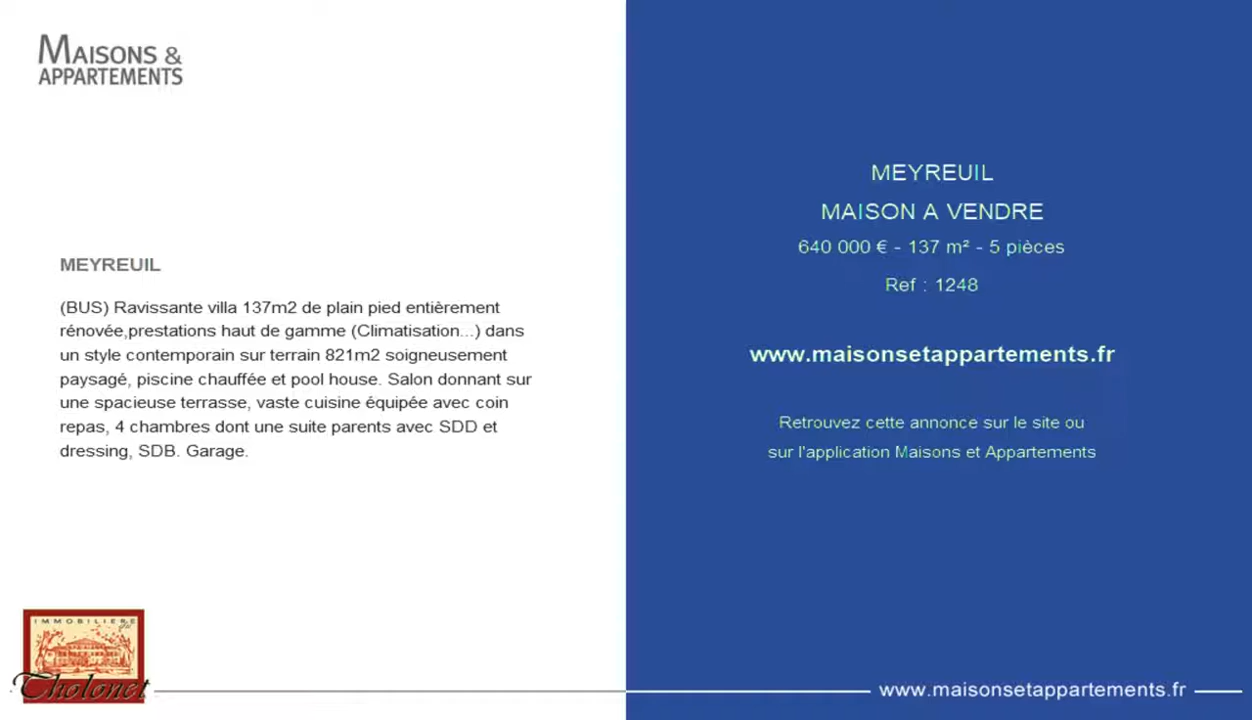 MAISONS &
APPARTEMENTS
MEYREUIL
(BUS) Ravissante villa 137m2 de plain pied entièrement
rénovée,prestations haut de gamme (Climatisation...) dans
un style contemporain sur terrain 821m2 soigneusement
paysagé, piscine chauffée et pool house. Salon donnant sur
une spacieuse terrasse, vaste cuisine équipée avec coin
repas, 4 chambres dont une suite parents avec SDD et
dressing, SDB. Garage.
MEYREUIL
MAISON A VENDRE
640 000 € - 137 m² - 5 pièces
Ref : 1248
www.maisonsetappartements.fr
Retrouvez cette annonce sur le site ou
sur l'application Maisons et Appartements
IMMOBILIERE
du
Tholonet
www.maisonsetappartements.fr